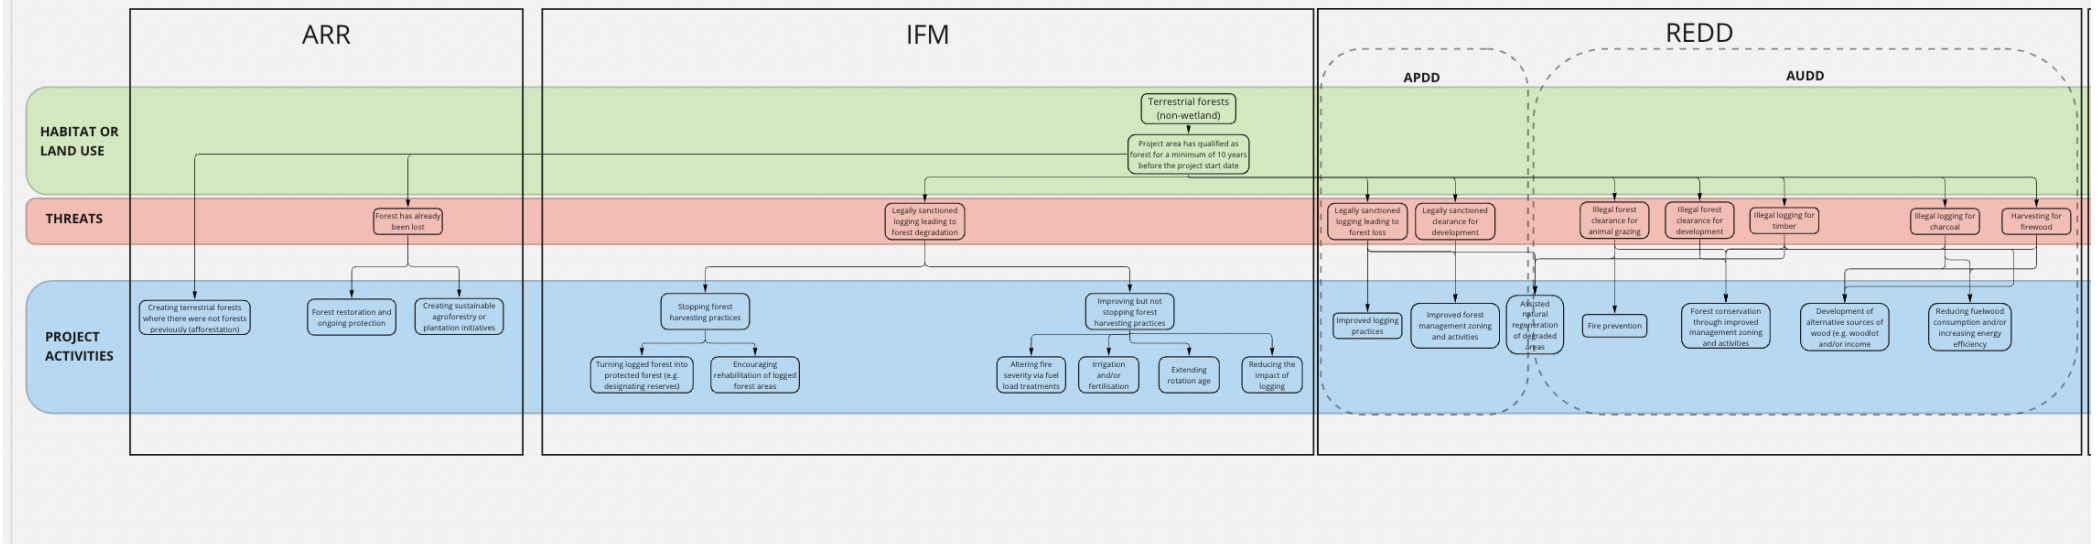 ARR
IFM
REDD
APDD
AUDD
HABITAT OR
LAND USE
Terrestrial forests
(non-wetland)
Project area has qualified as
forest for a minimum of 10 years
before the project start date
THREATS
Forest has already
been lost
Legally sanctioned
logging leading to
forest degradation
Legally sanctioned
logging leading to
forest loss
Legally sanctioned
clearance for
development
Illegal forest
clearance for
animal grazing
Illegal forest
clearance for
development
Illegal logging for
timber
Illegal logging for
charcoal
Harvesting for
firewood
PROJECT
ACTIVITIES
Creating terrestrial forests
where there were not forests
previously (afforestation)
Forest restoration and
ongoing protection
Creating sustainable
agroforestry or
plantation initiatives
Stopping forest
harvesting practices
Turning logged forest into
protected forest (e.g.
designating reserves)
Encouraging
rehabilitation of logged
forest areas
Improving but not
stopping forest
harvesting practices
Altering fire
severity via fuel
load treatments
Irrigation
and/or
fertilisation
Extending
rotation age
Reducing the
impact of
logging
Improved logging
practices
Improved forest
management zoning
and activities
Assisted
natural
regeneration
of degraded
areas
Fire prevention
Forest conservation
through improved
management zoning
and activities
Development of
alternative sources of
wood (e.g. woodlot
and/or income
Reducing fuelwood
consumption and/or
increasing energy
efficiency